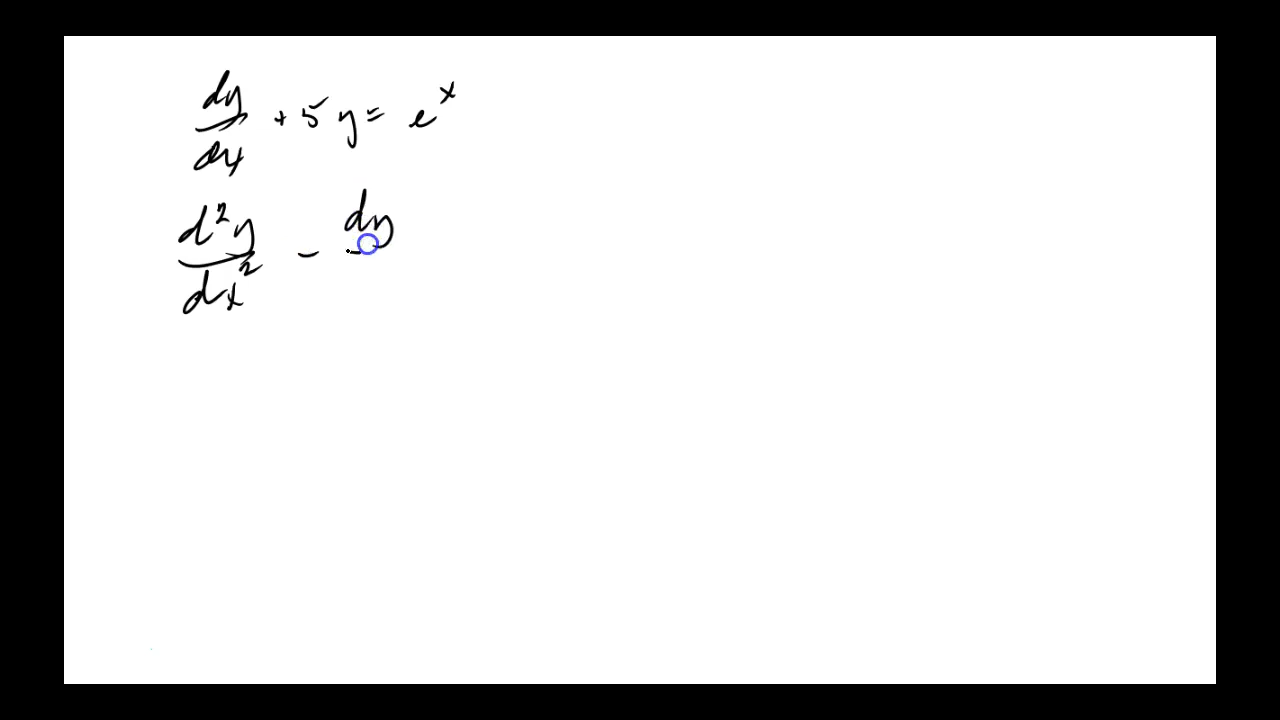 dy/dx + 5y = e^x
d²y/dx² - dy